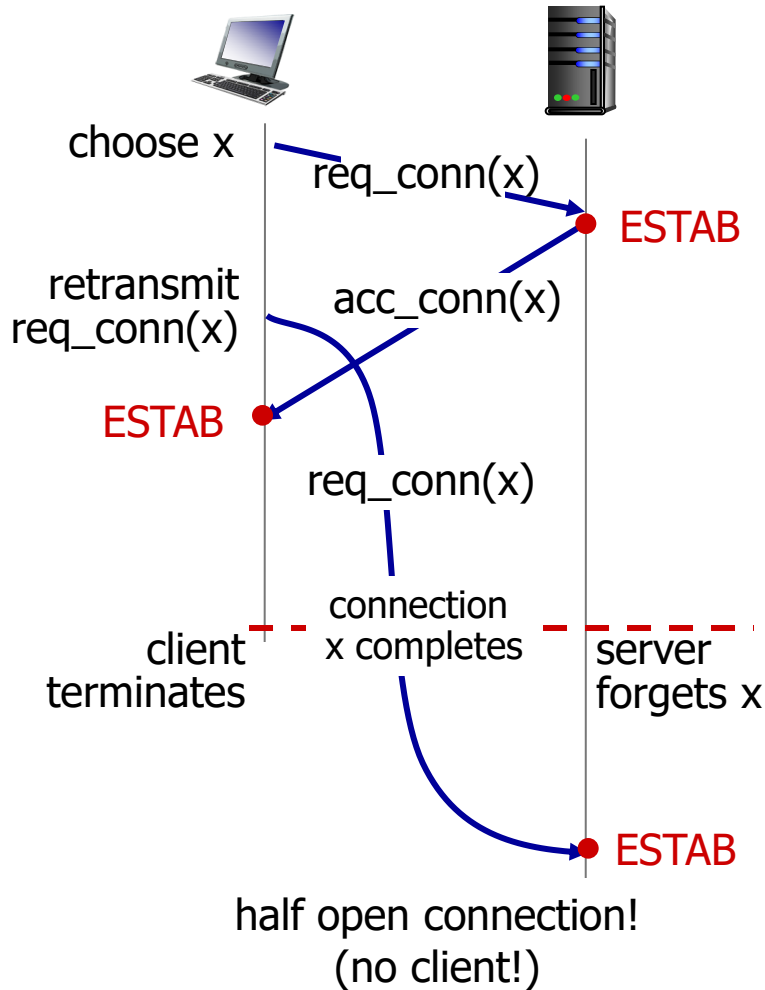 choose x
req_conn(x)
ESTAB
retransmit
req_conn(x)
acc_conn(x)
ESTAB
req_conn(x)
connection
x completes
client
terminates
server
forgets x
ESTAB
half open connection!
(no client!)